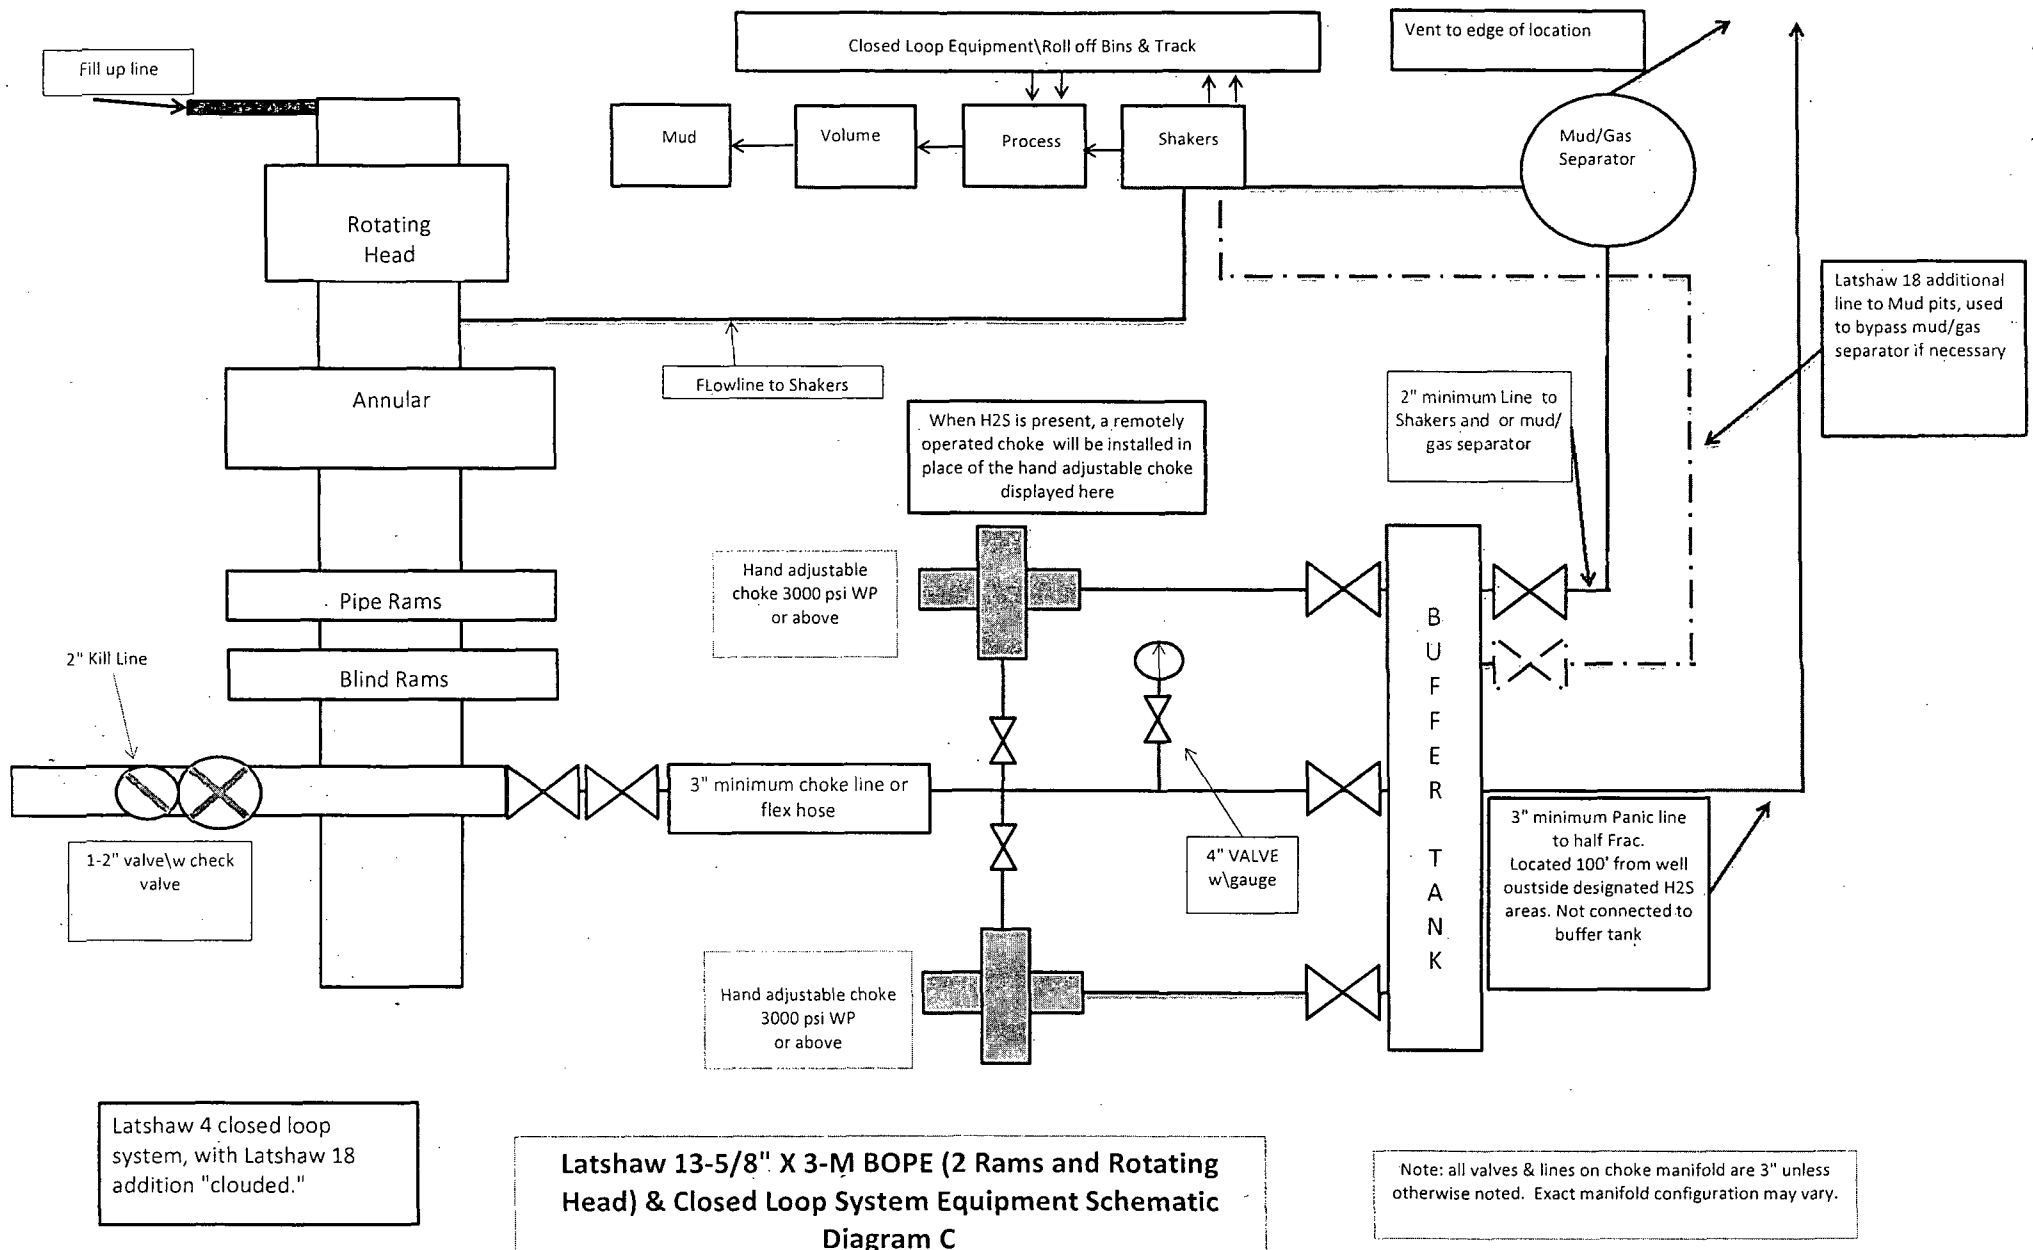 Closed Loop Equipment\Roll off Bins & Track
Vent to edge of location
Fill up line
Mud
Volume
Process
Shakers
Mud/Gas
Separator
Rotating
Head
Latshaw 18 additional
line to Mud pits, used
to bypass mud/gas
separator if necessary
FLowline to Shakers
Annular
2" minimum Line to
Shakers and or mud/
gas separator
When H2S is present, a remotely
operated choke will be installed in
place of the hand adjustable choke
displayed here
Hand adjustable
choke 3000 psi WP
or above
Pipe Rams
2" Kill Line
Blind Rams
B
U
F
F
E
R
T
A
N
K
3" minimum choke line or
flex hose
1-2" valve\w check
valve
4" VALVE
w\gauge
3" minimum Panic line
to half Frac.
Located 100' from well
oustside designated H2S
areas. Not connected to
buffer tank
Hand adjustable choke
3000 psi WP
or above
Latshaw 4 closed loop
system, with Latshaw 18
addition "clouded."
Latshaw 13-5/8" X 3-M BOPE (2 Rams and Rotating
Head) & Closed Loop System Equipment Schematic
Diagram C
Note: all valves & lines on choke manifold are 3" unless
otherwise noted. Exact manifold configuration may vary.